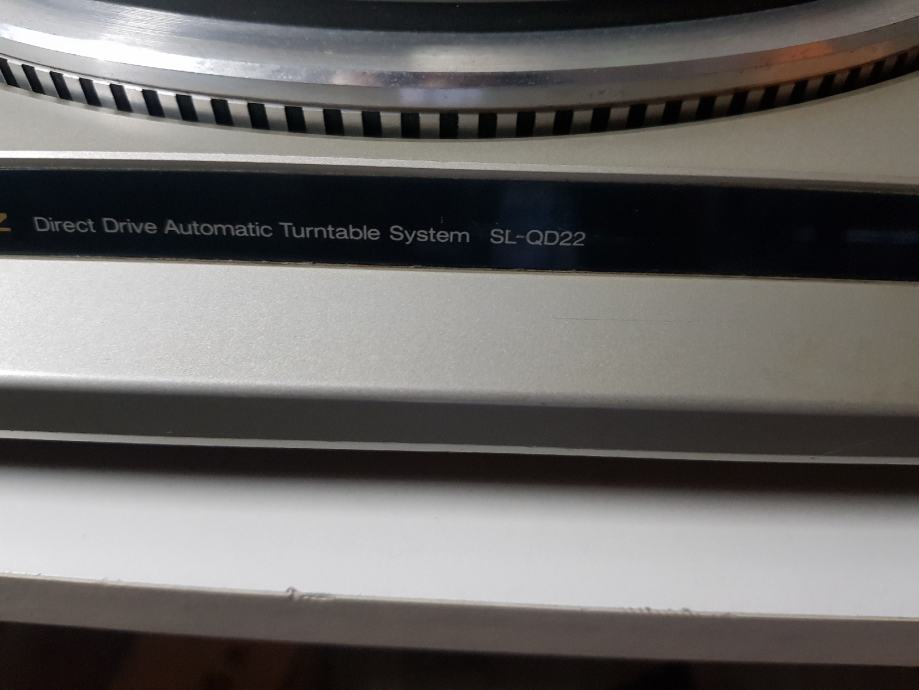 Direct Drive Automatic Turntable System SL-QD22